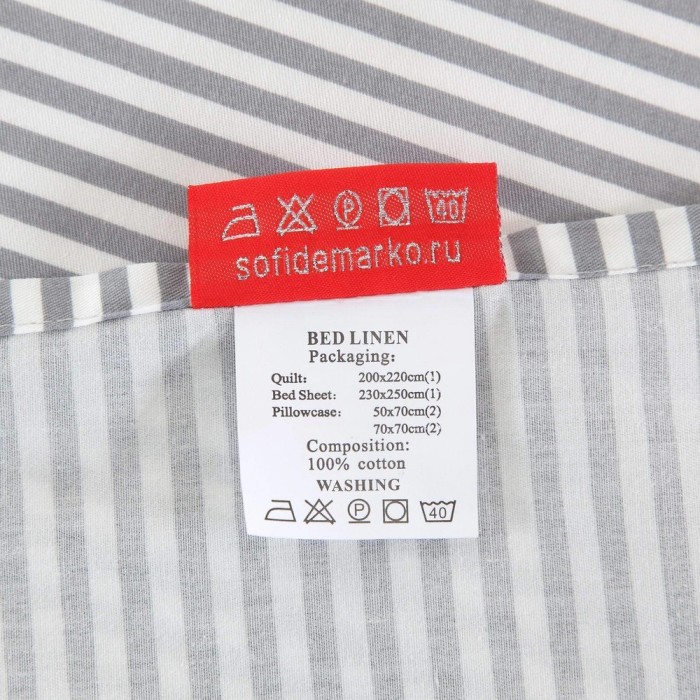 40
sofidemarko.ru
BED LINEN
Packaging:
Quilt: 200x220cm(1)
Bed Sheet: 230x250cm(1)
Pillowcase: 50x70cm(2)
70x70cm(2)
Composition:
100% cotton
WASHING
P 40